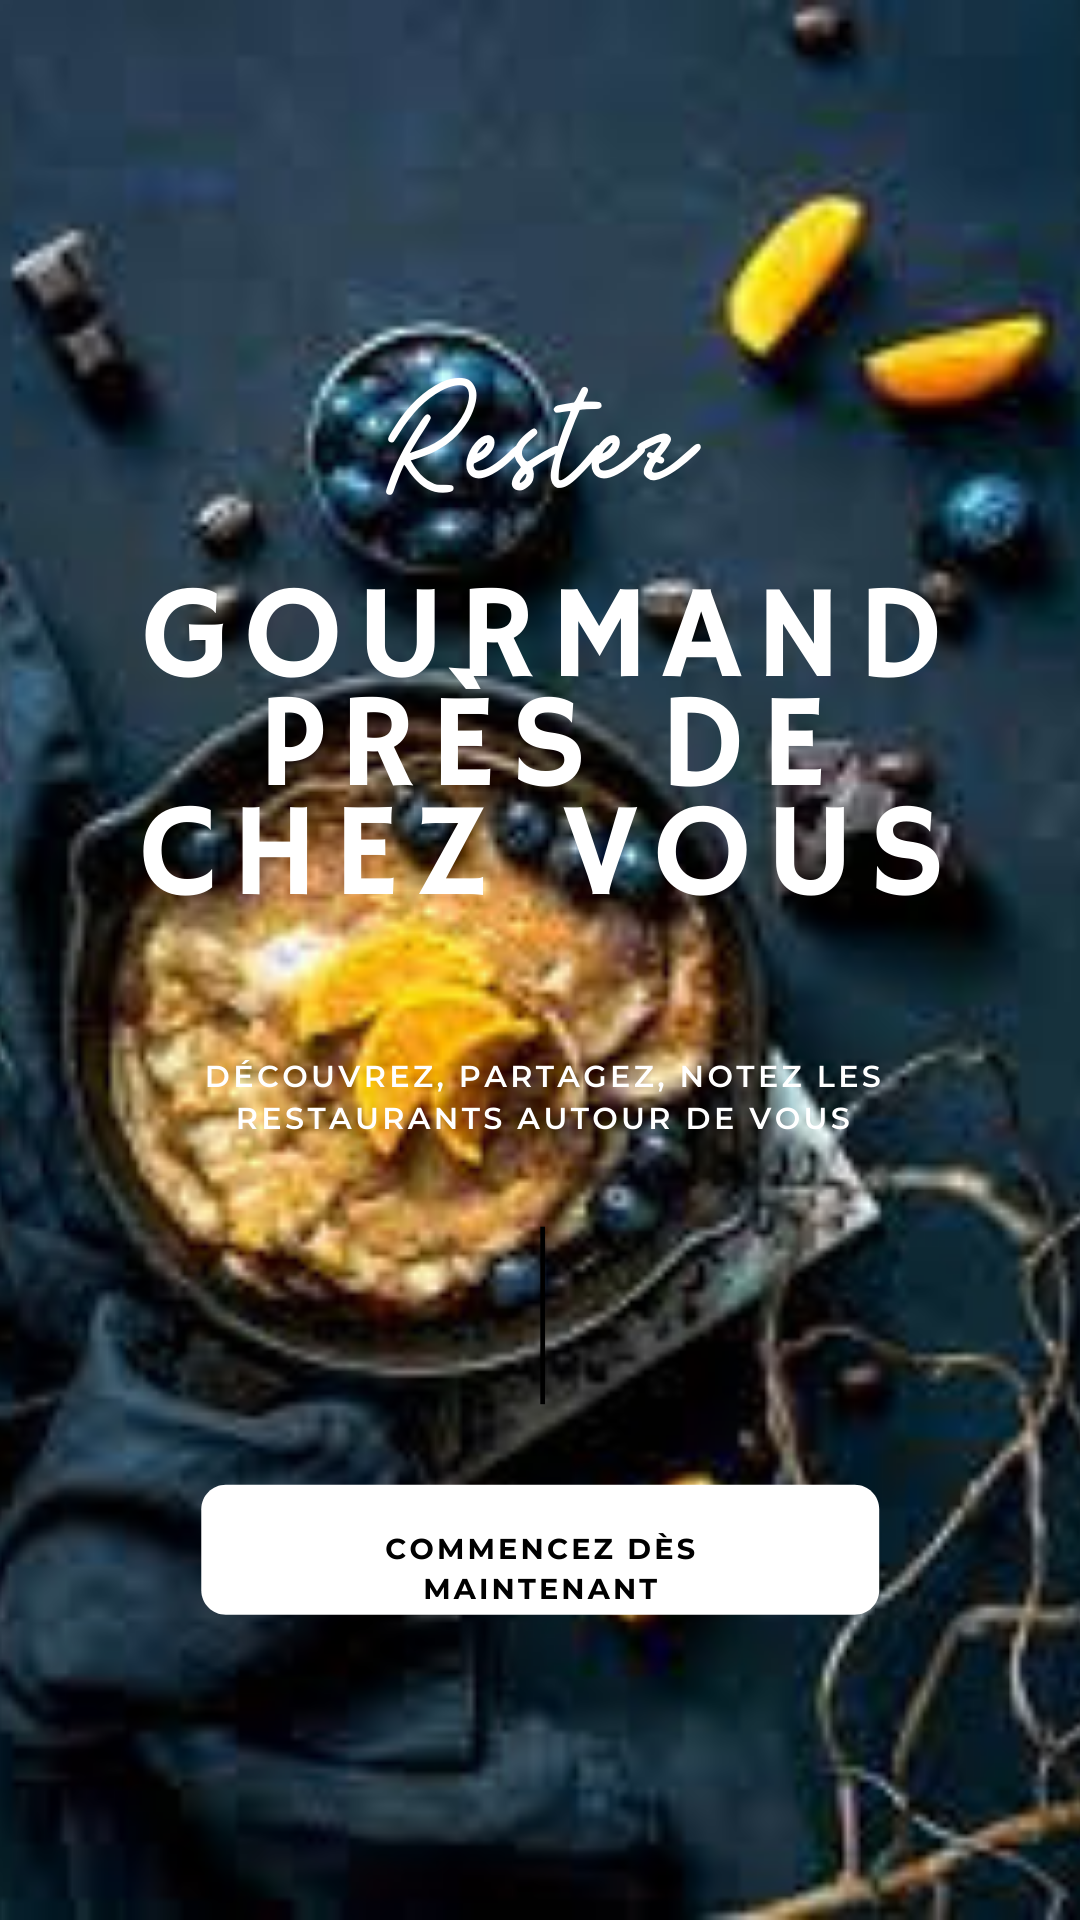 Restez
GOURMAND
PRÈS DE
CHEZ VOUS
DÉCOUVREZ, PARTAGEZ, NOTEZ LES
RESTAURANTS AUTOUR DE VOUS
COMMENCEZ DÈS
MAINTENANT